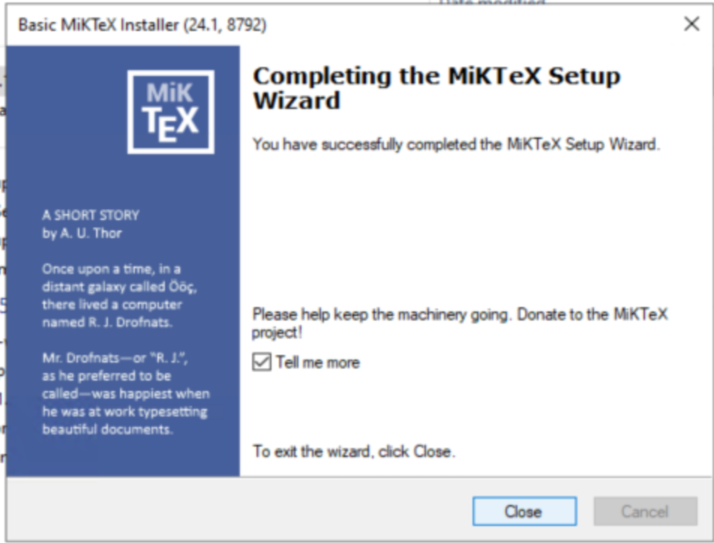 Date modified
Basic MiKTeX Installer (24.1, 8792)
MiK
TEX
Completing the MiKTeX Setup
Wizard
You have successfully completed the MiKTeX Setup Wizard.
A SHORT STORY
by A. U. Thor
Once upon a time, in a
distant galaxy called Ööç,
there lived a computer
named R. J. Drofnats.
Mr. Drofnats—or “R. J.”,
as he preferred to be
called—was happiest when
he was at work typesetting
beautiful documents.
Please help keep the machinery going. Donate to the MiKTeX
project!
Tell me more
To exit the wizard, click Close.
Close
Cancel